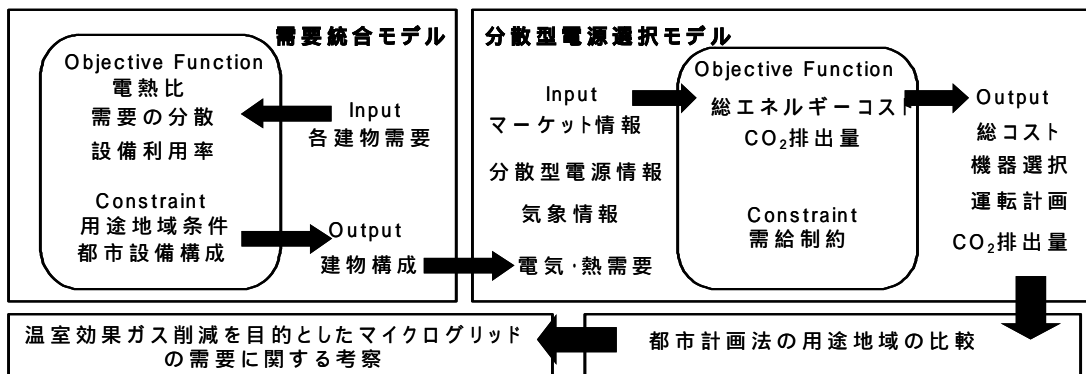 需要統合モデル
Objective Function
電熱比
需要の分散
設備利用率
Constraint
用途地域条件
都市設備構成
Input
各建物需要
Output
建物構成
分散型電源選択モデル
Input
マーケット情報
分散型電源情報
気象情報
電気・熱需要
Objective Function
総エネルギーコスト
CO₂排出量
Constraint
需給制約
Output
総コスト
機器選択
運転計画
CO₂排出量
都市計画法の用途地域の比較
温室効果ガス削減を目的としたマイクログリッド
の需要に関する考察